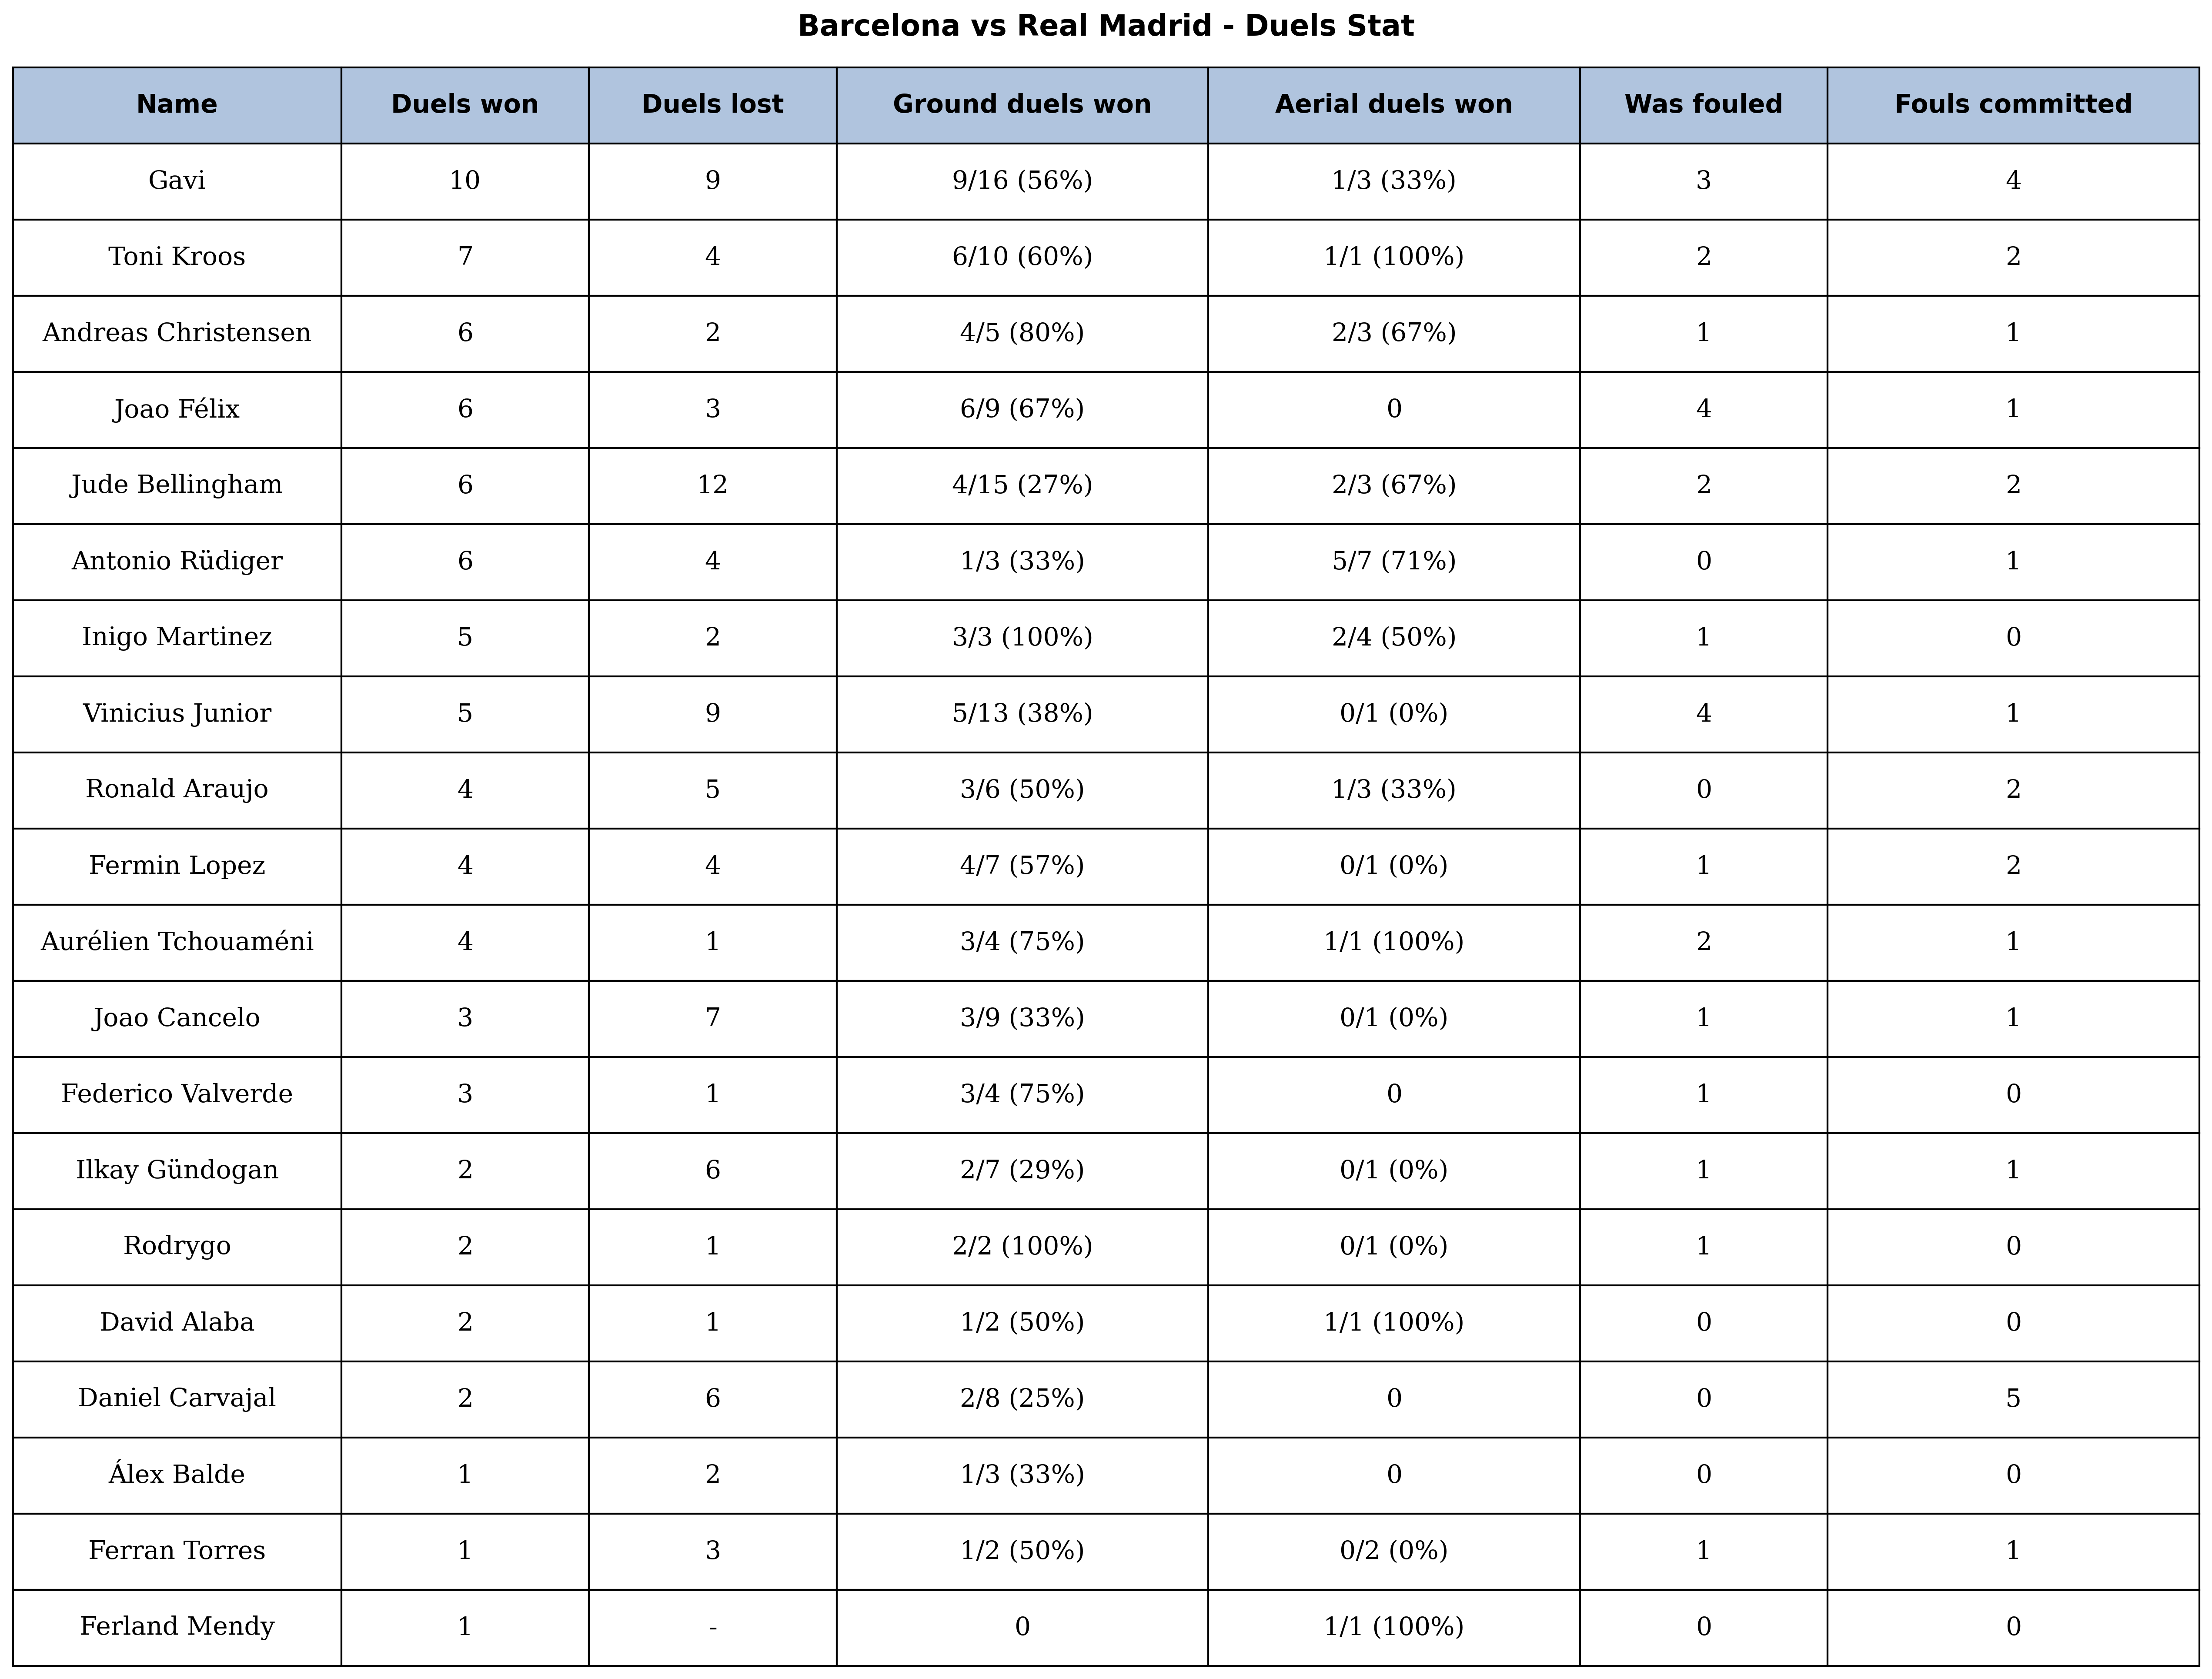 Barcelona vs Real Madrid - Duels Stat
Name Duels won Duels lost Ground duels won Aerial duels won Was fouled Fouls committed
Gavi 10 9 9/16 (56%) 1/3 (33%) 3 4
Toni Kroos 7 4 6/10 (60%) 1/1 (100%) 2 2
Andreas Christensen 6 2 4/5 (80%) 2/3 (67%) 1 1
Joao Félix 6 3 6/9 (67%) 0 4 1
Jude Bellingham 6 12 4/15 (27%) 2/3 (67%) 2 2
Antonio Rüdiger 6 4 1/3 (33%) 5/7 (71%) 0 1
Inigo Martinez 5 2 3/3 (100%) 2/4 (50%) 1 0
Vinicius Junior 5 9 5/13 (38%) 0/1 (0%) 4 1
Ronald Araujo 4 5 3/6 (50%) 1/3 (33%) 0 2
Fermin Lopez 4 4 4/7 (57%) 0/1 (0%) 1 2
Aurélien Tchouaméni 4 1 3/4 (75%) 1/1 (100%) 2 1
Joao Cancelo 3 7 3/9 (33%) 0/1 (0%) 1 1
Federico Valverde 3 1 3/4 (75%) 0 1 0
Ilkay Gündogan 2 6 2/7 (29%) 0/1 (0%) 1 1
Rodrygo 2 1 2/2 (100%) 0/1 (0%) 1 0
David Alaba 2 1 1/2 (50%) 1/1 (100%) 0 0
Daniel Carvajal 2 6 2/8 (25%) 0 0 5
Álex Balde 1 2 1/3 (33%) 0 0 0
Ferran Torres 1 3 1/2 (50%) 0/2 (0%) 1 1
Ferland Mendy 1 - 0 1/1 (100%) 0 0